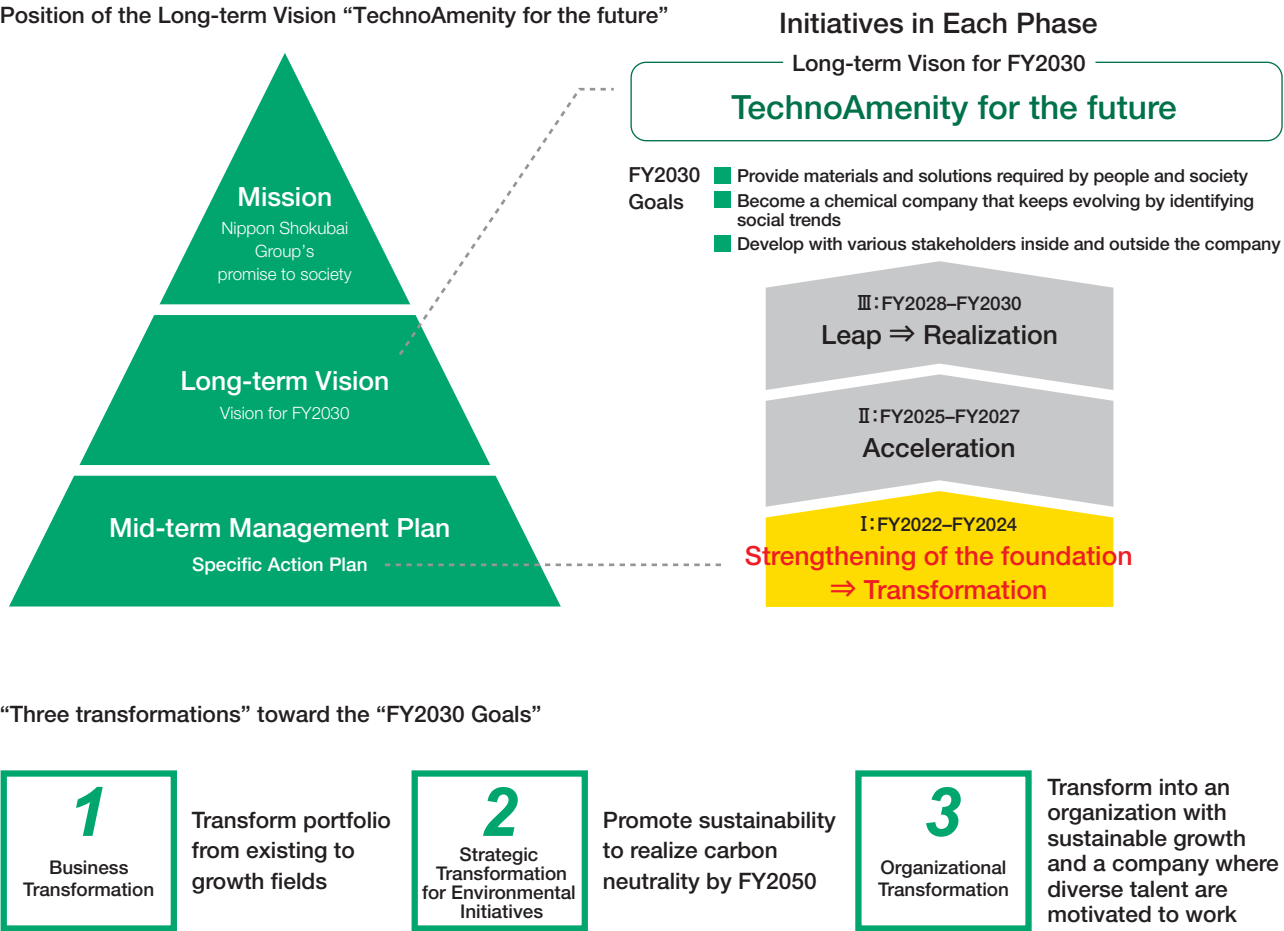 Position of the Long-term Vision “TechnoAmenity for the future”
Mission
Nippon Shokubai
Group’s
promise to society
Long-term Vision
Vision for FY2030
Mid-term Management Plan
Specific Action Plan
Initiatives in Each Phase
Long-term Vison for FY2030
TechnoAmenity for the future
FY2030
Goals
Provide materials and solutions required by people and society
Become a chemical company that keeps evolving by identifying
social trends
Develop with various stakeholders inside and outside the company
Ⅲ:FY2028–FY2030
Leap ⇒ Realization
Ⅱ:FY2025–FY2027
Acceleration
Ⅰ:FY2022–FY2024
Strengthening of the foundation
⇒ Transformation
“Three transformations” toward the “FY2030 Goals”
1
Business
Transformation
Transform portfolio
from existing to
growth fields
2
Strategic
Transformation
for Environmental
Initiatives
Promote sustainability
to realize carbon
neutrality by FY2050
3
Organizational
Transformation
Transform into an
organization with
sustainable growth
and a company where
diverse talent are
motivated to work